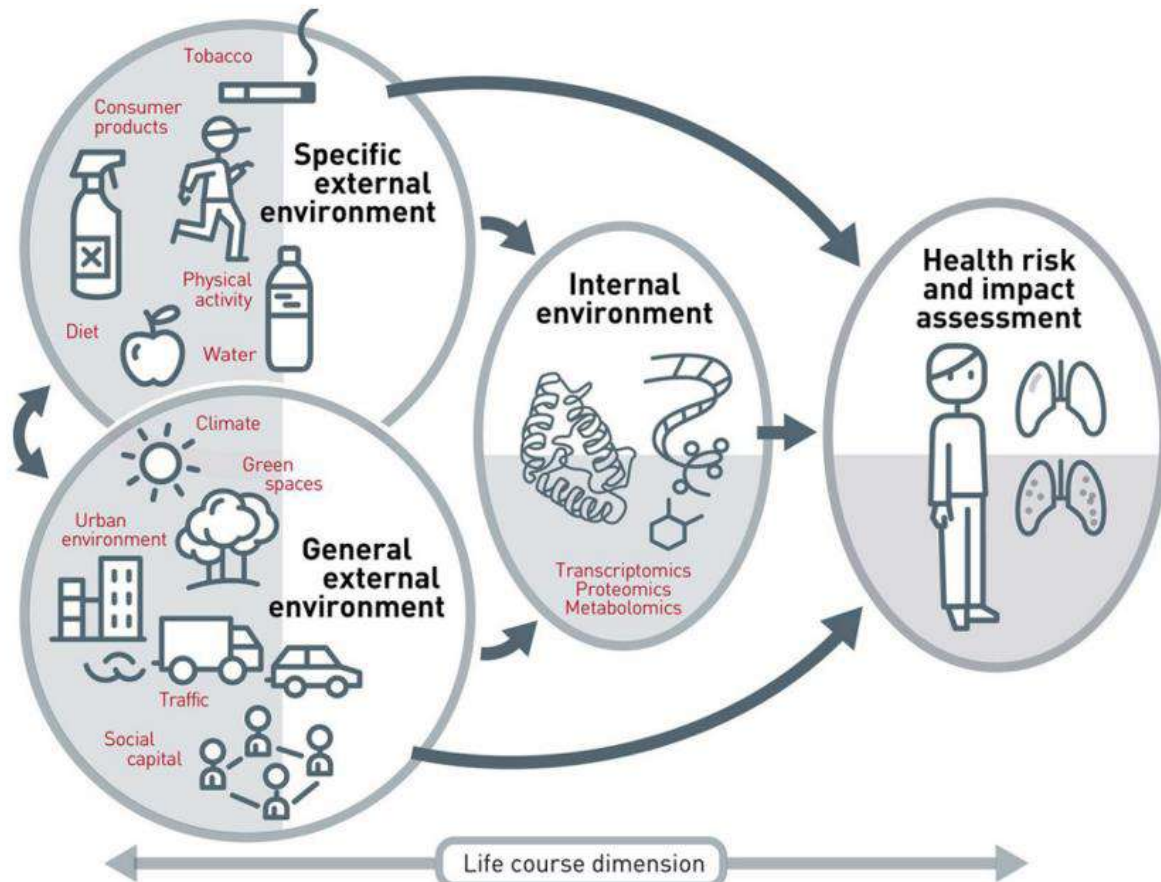 Tobacco
Consumer
products
Specific
external
environment
Physical
activity
Diet
Water
Climate
Green
spaces
Urban
environment
General
external
environment
Traffic
Social
capital
Internal
environment
Transcriptomics
Proteomics
Metabolomics
Health risk
and impact
assessment
Life course dimension